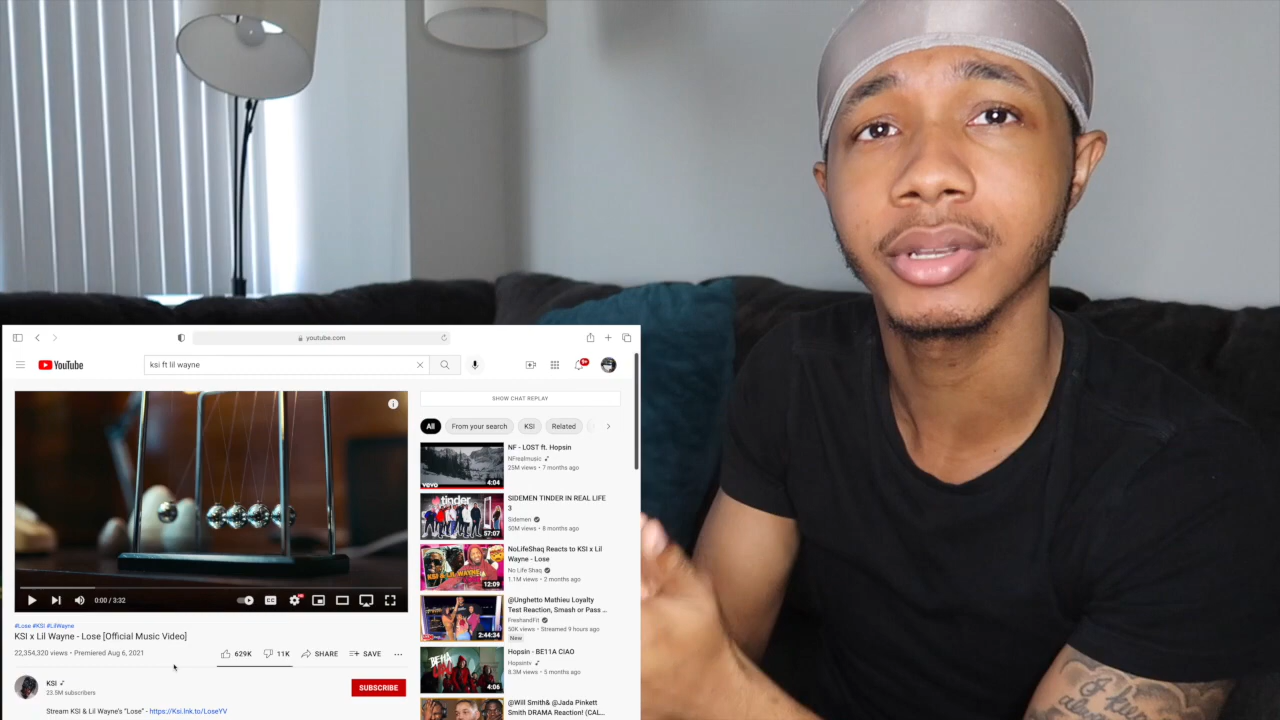 youtube.com
YouTube
ksi ft lil wayne
9+
SHOW CHAT REPLAY
All
From your search
KSI
Related
NF - LOST ft. Hopsin
NFrealmusic
25M views • 7 months ago
vevo
4:04
SIDEMEN TINDER IN REAL LIFE
3
Sidemen
50M views • 8 months ago
tinder
57:07
NoLifeShaq Reacts to KSI x Lil
Wayne - Lose
No Life Shaq
1.1M views • 2 months ago
KSI & LIL WAYNE
12:09
@Unghetto Mathieu Loyalty
Test Reaction, Smash or Pass ...
FreshandFit
50K views • Streamed 9 hours ago
New
2:44:34
Hopsin - BE11A CIAO
Hopsintv
8.3M views • 5 months ago
4:06
@Will Smith& @Jada Pinkett
Smith DRAMA Reaction! (CAL...
0:00 / 3:32
CC
#Lose #KSI #LilWayne
KSI x Lil Wayne - Lose [Official Music Video]
22,354,320 views • Premiered Aug 6, 2021
629K
11K
SHARE
SAVE
KSI
23.5M subscribers
SUBSCRIBE
Stream KSI & Lil Wayne's "Lose" - https://Ksi.lnk.to/LoseYV